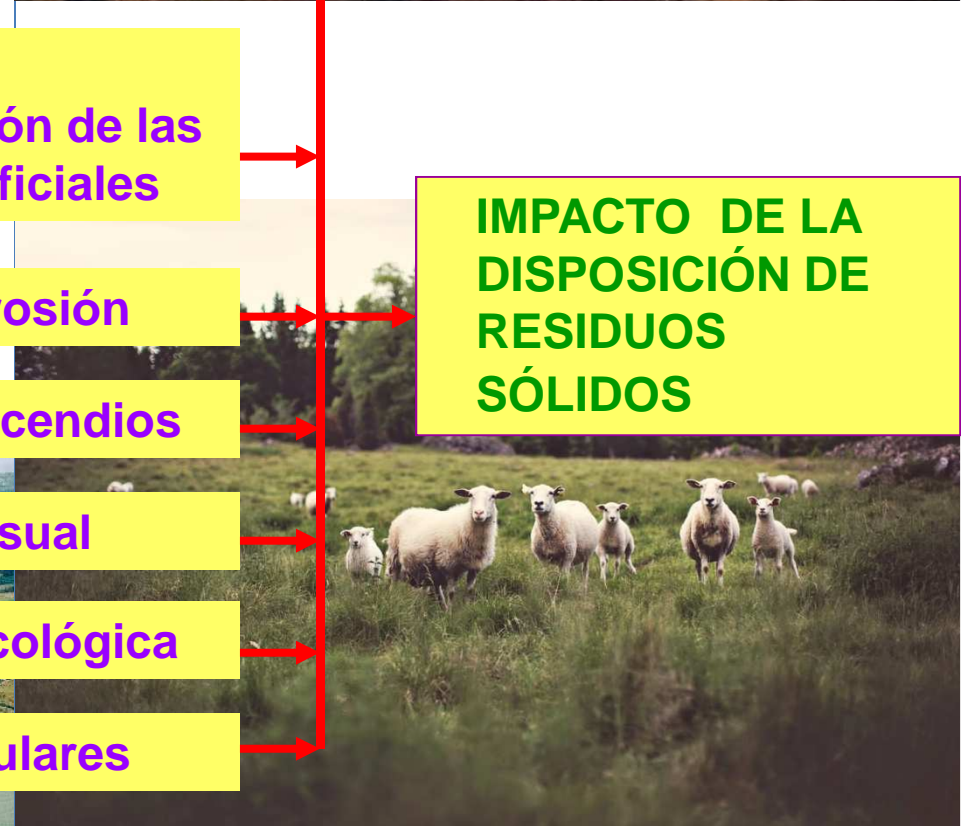 ón de las
ficiales
rosión
cendios
sual
cológica
ulares
IMPACTO DE LA
DISPOSICIÓN DE
RESIDUOS
SÓLIDOS